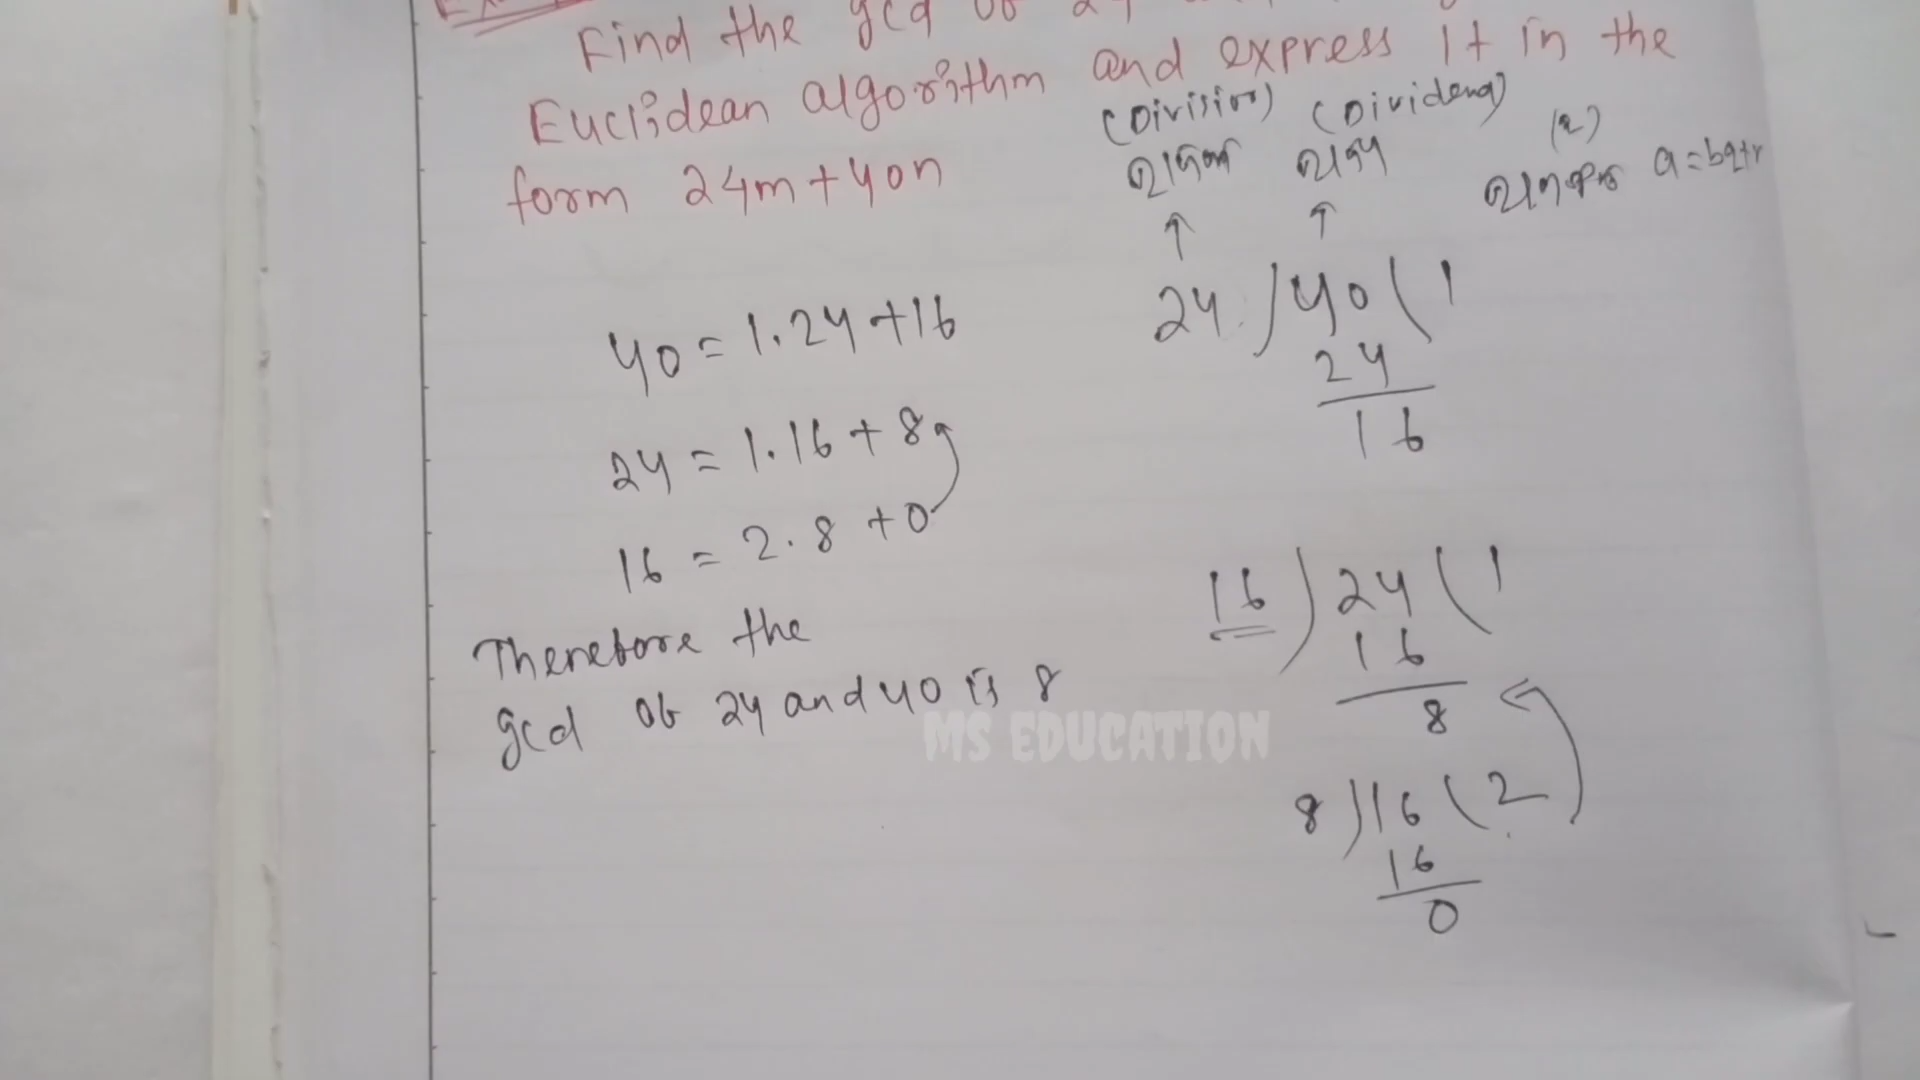 Find the gcd of 24
Euclidean algorithm and express it in the
form 24m+40n
(Division) (Dividend)
(r)
ହାରକ ହାଜ୍ୟ
a=bq+r
↑ ↑
40 = 1.24+16
24 ) 40 ( 1
24
16
24 = 1.16 + 8
16 = 2.8 + 0
16 ) 24 ( 1
16
8
8 ) 16 ( 2
16
0
Therefore the
gcd of 24 and 40 is 8
MS EDUCATION